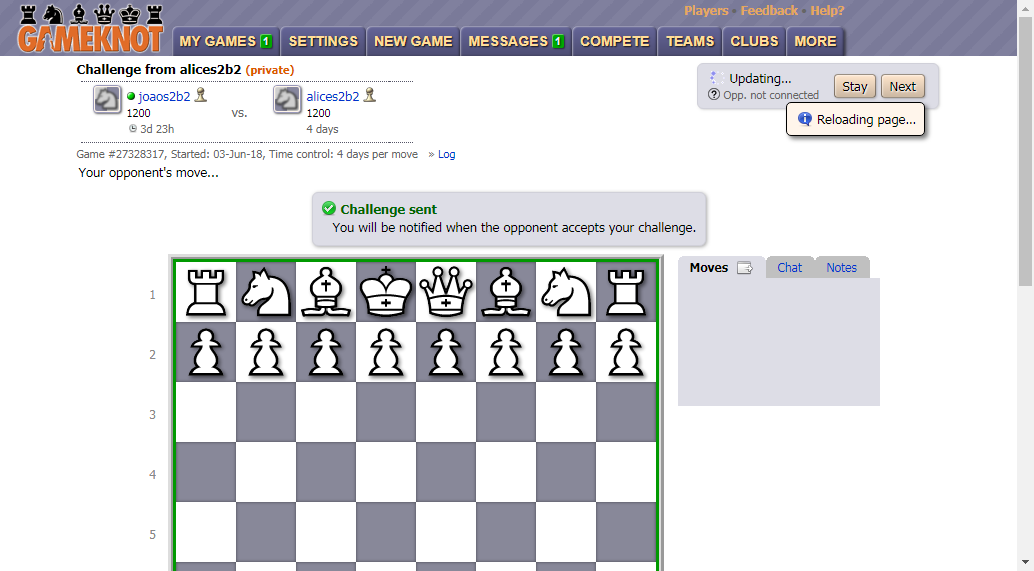 Players • Feedback • Help?
GAMEKNOT
MY GAMES 1 SETTINGS NEW GAME MESSAGES 1 COMPETE TEAMS CLUBS MORE
Challenge from alices2b2 (private)
joaos2b2 vs. alices2b2
1200 1200
3d 23h 4 days
Updating...
? Opp. not connected
Stay Next
i Reloading page...
Game #27328317, Started: 03-Jun-18, Time control: 4 days per move » Log
Your opponent's move...
Challenge sent
You will be notified when the opponent accepts your challenge.
Moves Chat Notes
1
2
3
4
5